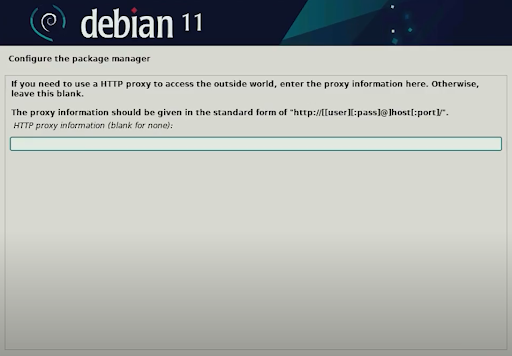 debian 11
Configure the package manager
If you need to use a HTTP proxy to access the outside world, enter the proxy information here. Otherwise,
leave this blank.
The proxy information should be given in the standard form of "http://[[user][:pass]@]host[:port]/".
HTTP proxy information (blank for none):